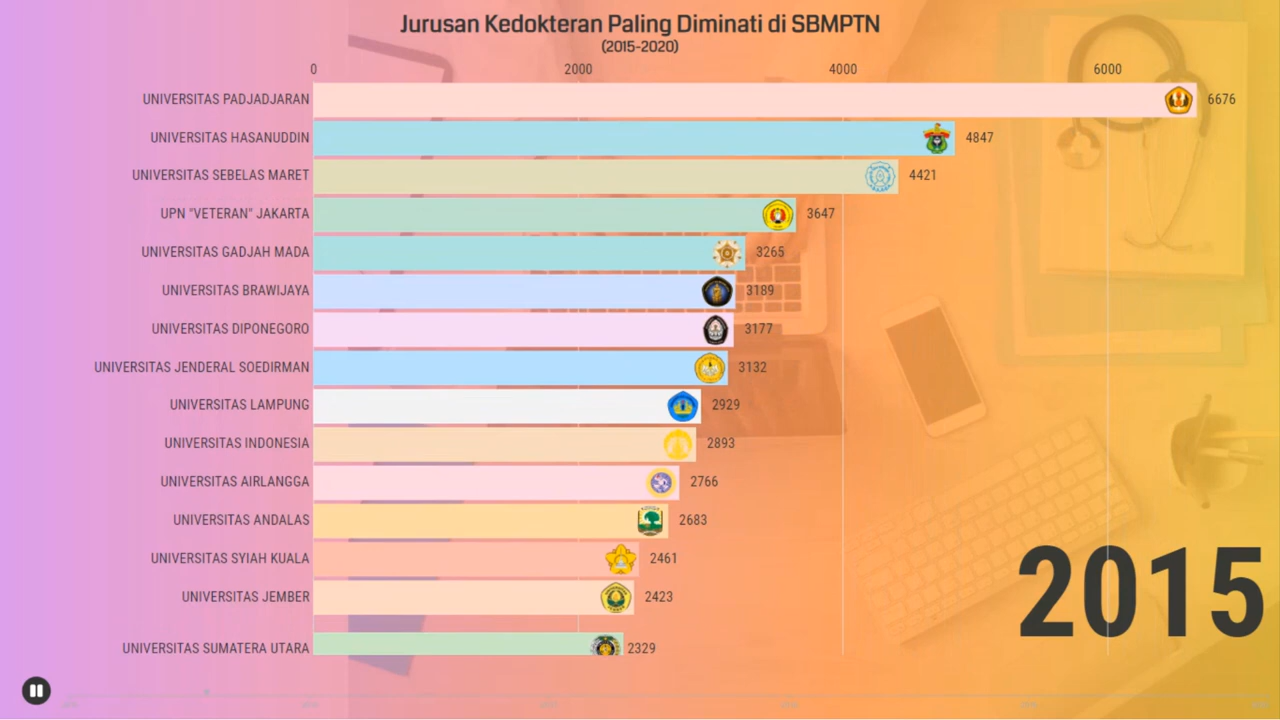 Jurusan Kedokteran Paling Diminati di SBMPTN
(2015-2020)
0 2000 4000 6000
UNIVERSITAS PADJADJARAN 6676
UNIVERSITAS HASANUDDIN 4847
UNIVERSITAS SEBELAS MARET 4421
UPN "VETERAN" JAKARTA 3647
UNIVERSITAS GADJAH MADA 3265
UNIVERSITAS BRAWIJAYA 3189
UNIVERSITAS DIPONEGORO 3177
UNIVERSITAS JENDERAL SOEDIRMAN 3132
UNIVERSITAS LAMPUNG 2929
UNIVERSITAS INDONESIA 2893
UNIVERSITAS AIRLANGGA 2766
UNIVERSITAS ANDALAS 2683
UNIVERSITAS SYIAH KUALA 2461
UNIVERSITAS JEMBER 2423
UNIVERSITAS SUMATERA UTARA 2329
2015